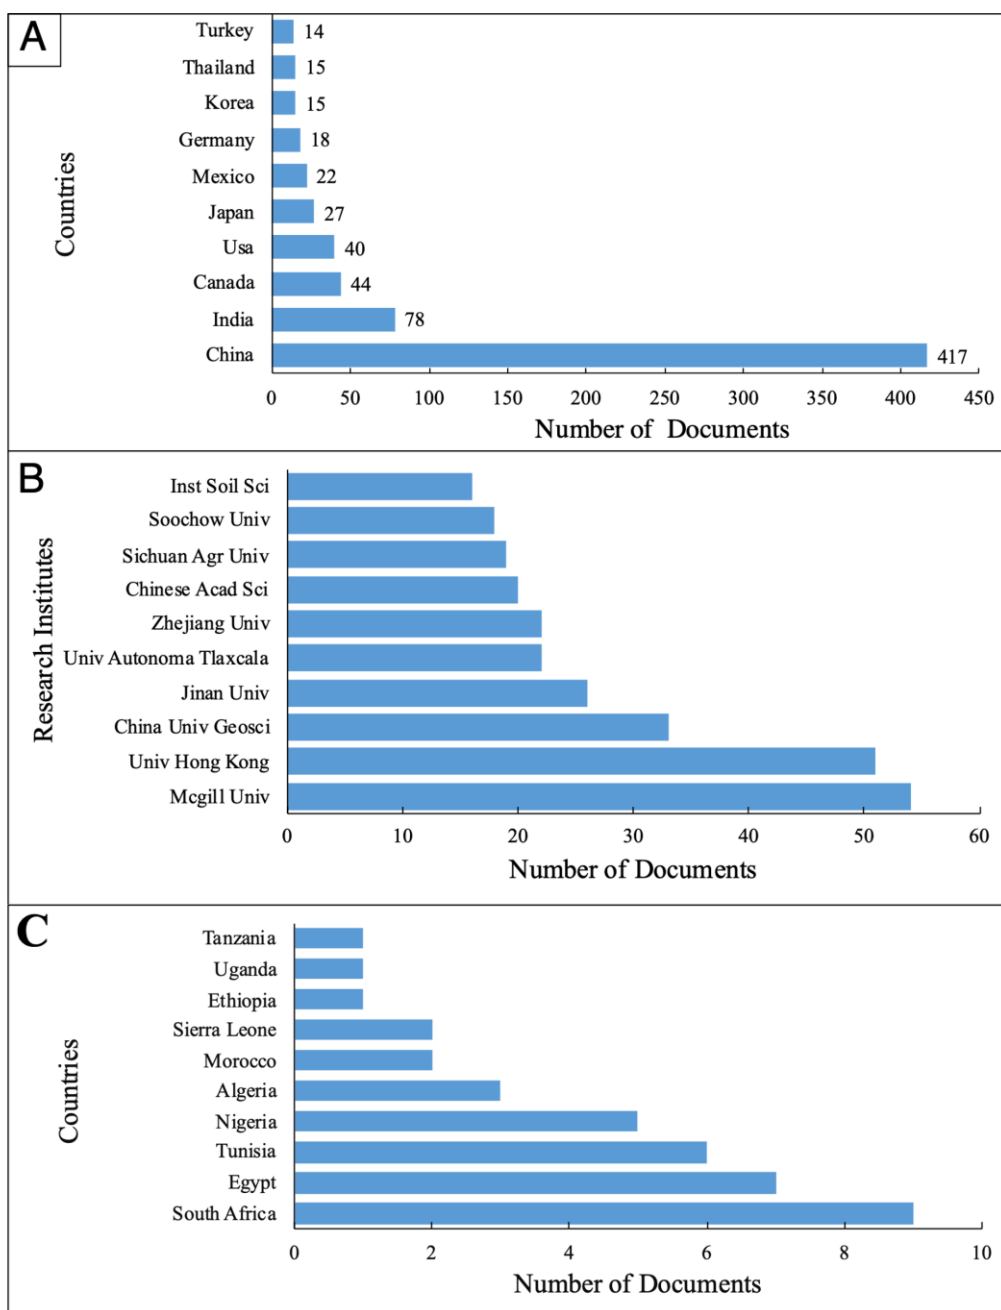 A
Countries
Turkey 14
Thailand 15
Korea 15
Germany 18
Mexico 22
Japan 27
Usa 40
Canada 44
India 78
China 417
0 50 100 150 200 250 300 350 400 450
Number of Documents
B
Research Institutes
Inst Soil Sci
Soochow Univ
Sichuan Agr Univ
Chinese Acad Sci
Zhejiang Univ
Univ Autonoma Tlaxcala
Jinan Univ
China Univ Geosci
Univ Hong Kong
Mcgill Univ
0 10 20 30 40 50 60
Number of Documents
C
Countries
Tanzania
Uganda
Ethiopia
Sierra Leone
Morocco
Algeria
Nigeria
Tunisia
Egypt
South Africa
0 2 4 6 8 10
Number of Documents